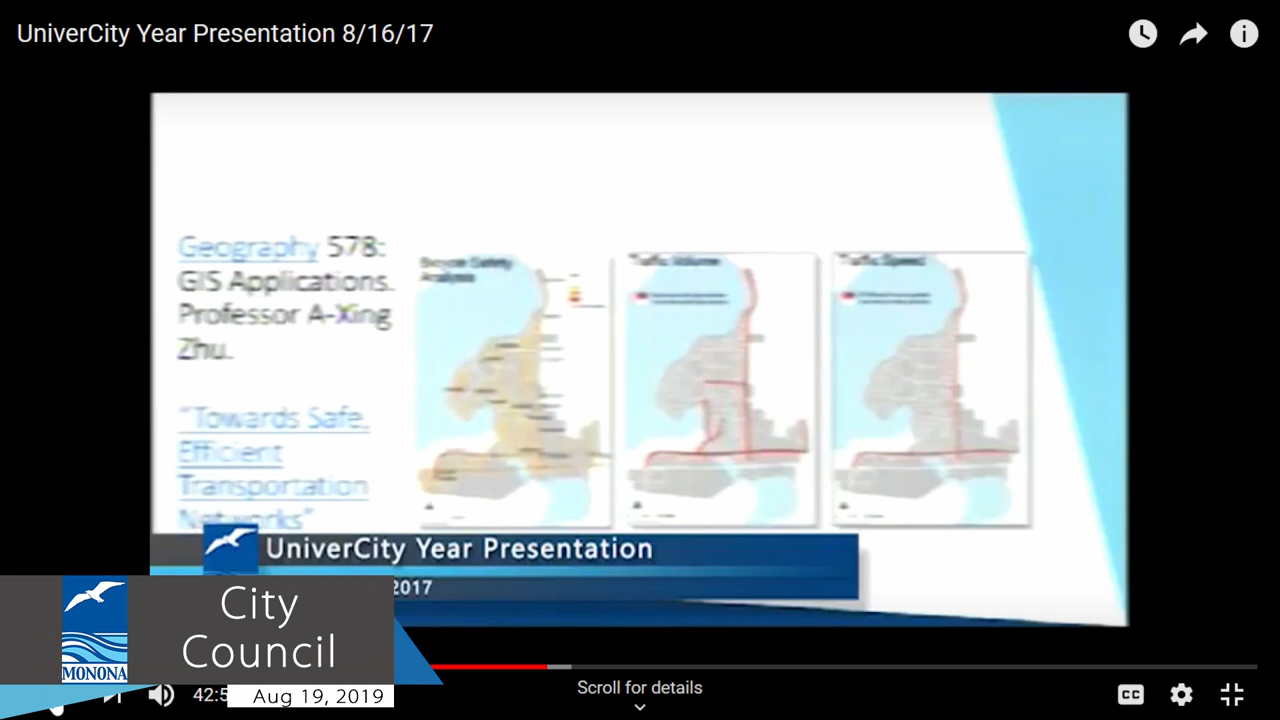 UniverCity Year Presentation 8/16/17
Geography 578:
GIS Applications.
Professor A-Xing
Zhu.
"Towards Safe,
Efficient
Transportation
Networks"
Bicycle Safety
Analysis
Traffic Volume
Traffic Speed
UniverCity Year Presentation
2017
City
Council
MONONA
Aug 19, 2019
42:5
Scroll for details
CC